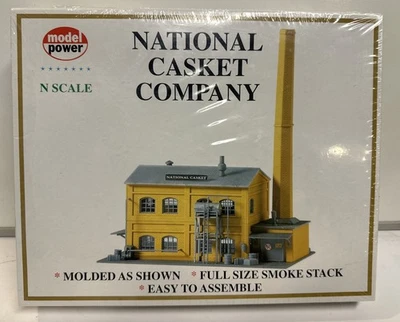 model
power
*******
N SCALE
NATIONAL
CASKET
COMPANY
NATIONAL CASKET
* MOLDED AS SHOWN * FULL SIZE SMOKE STACK
* EASY TO ASSEMBLE